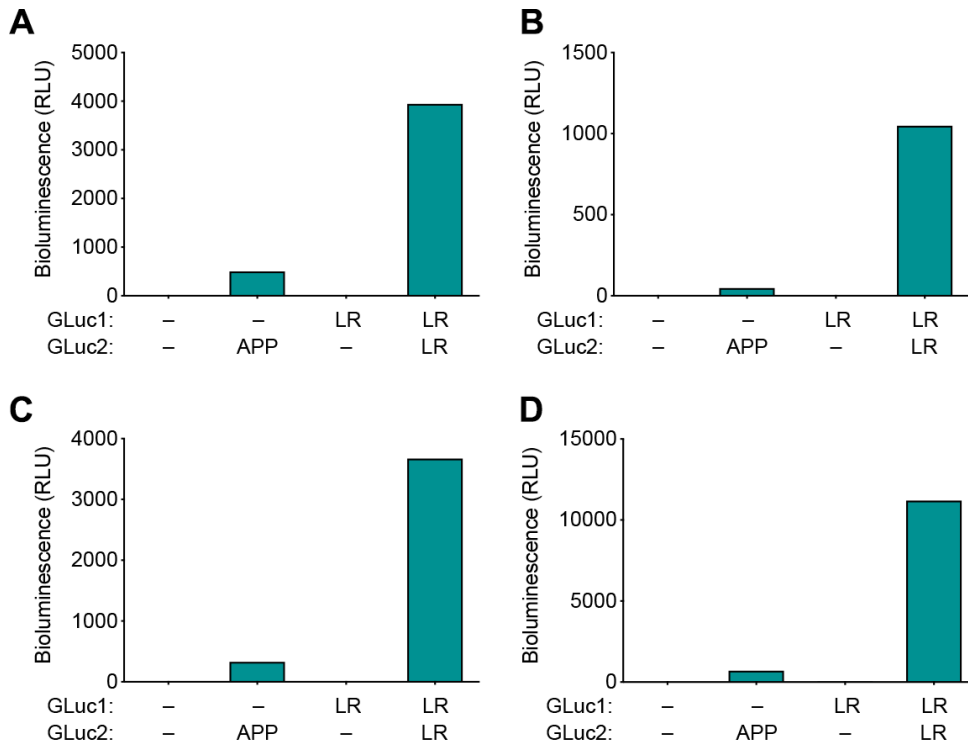 A
Bioluminescence (RLU)
5000
4000
3000
2000
1000
0
GLuc1: – – LR LR
GLuc2: – APP – LR
B
Bioluminescence (RLU)
1500
1000
500
0
GLuc1: – – LR LR
GLuc2: – APP – LR
C
Bioluminescence (RLU)
4000
3000
2000
1000
0
GLuc1: – – LR LR
GLuc2: – APP – LR
D
Bioluminescence (RLU)
15000
10000
5000
0
GLuc1: – – LR LR
GLuc2: – APP – LR